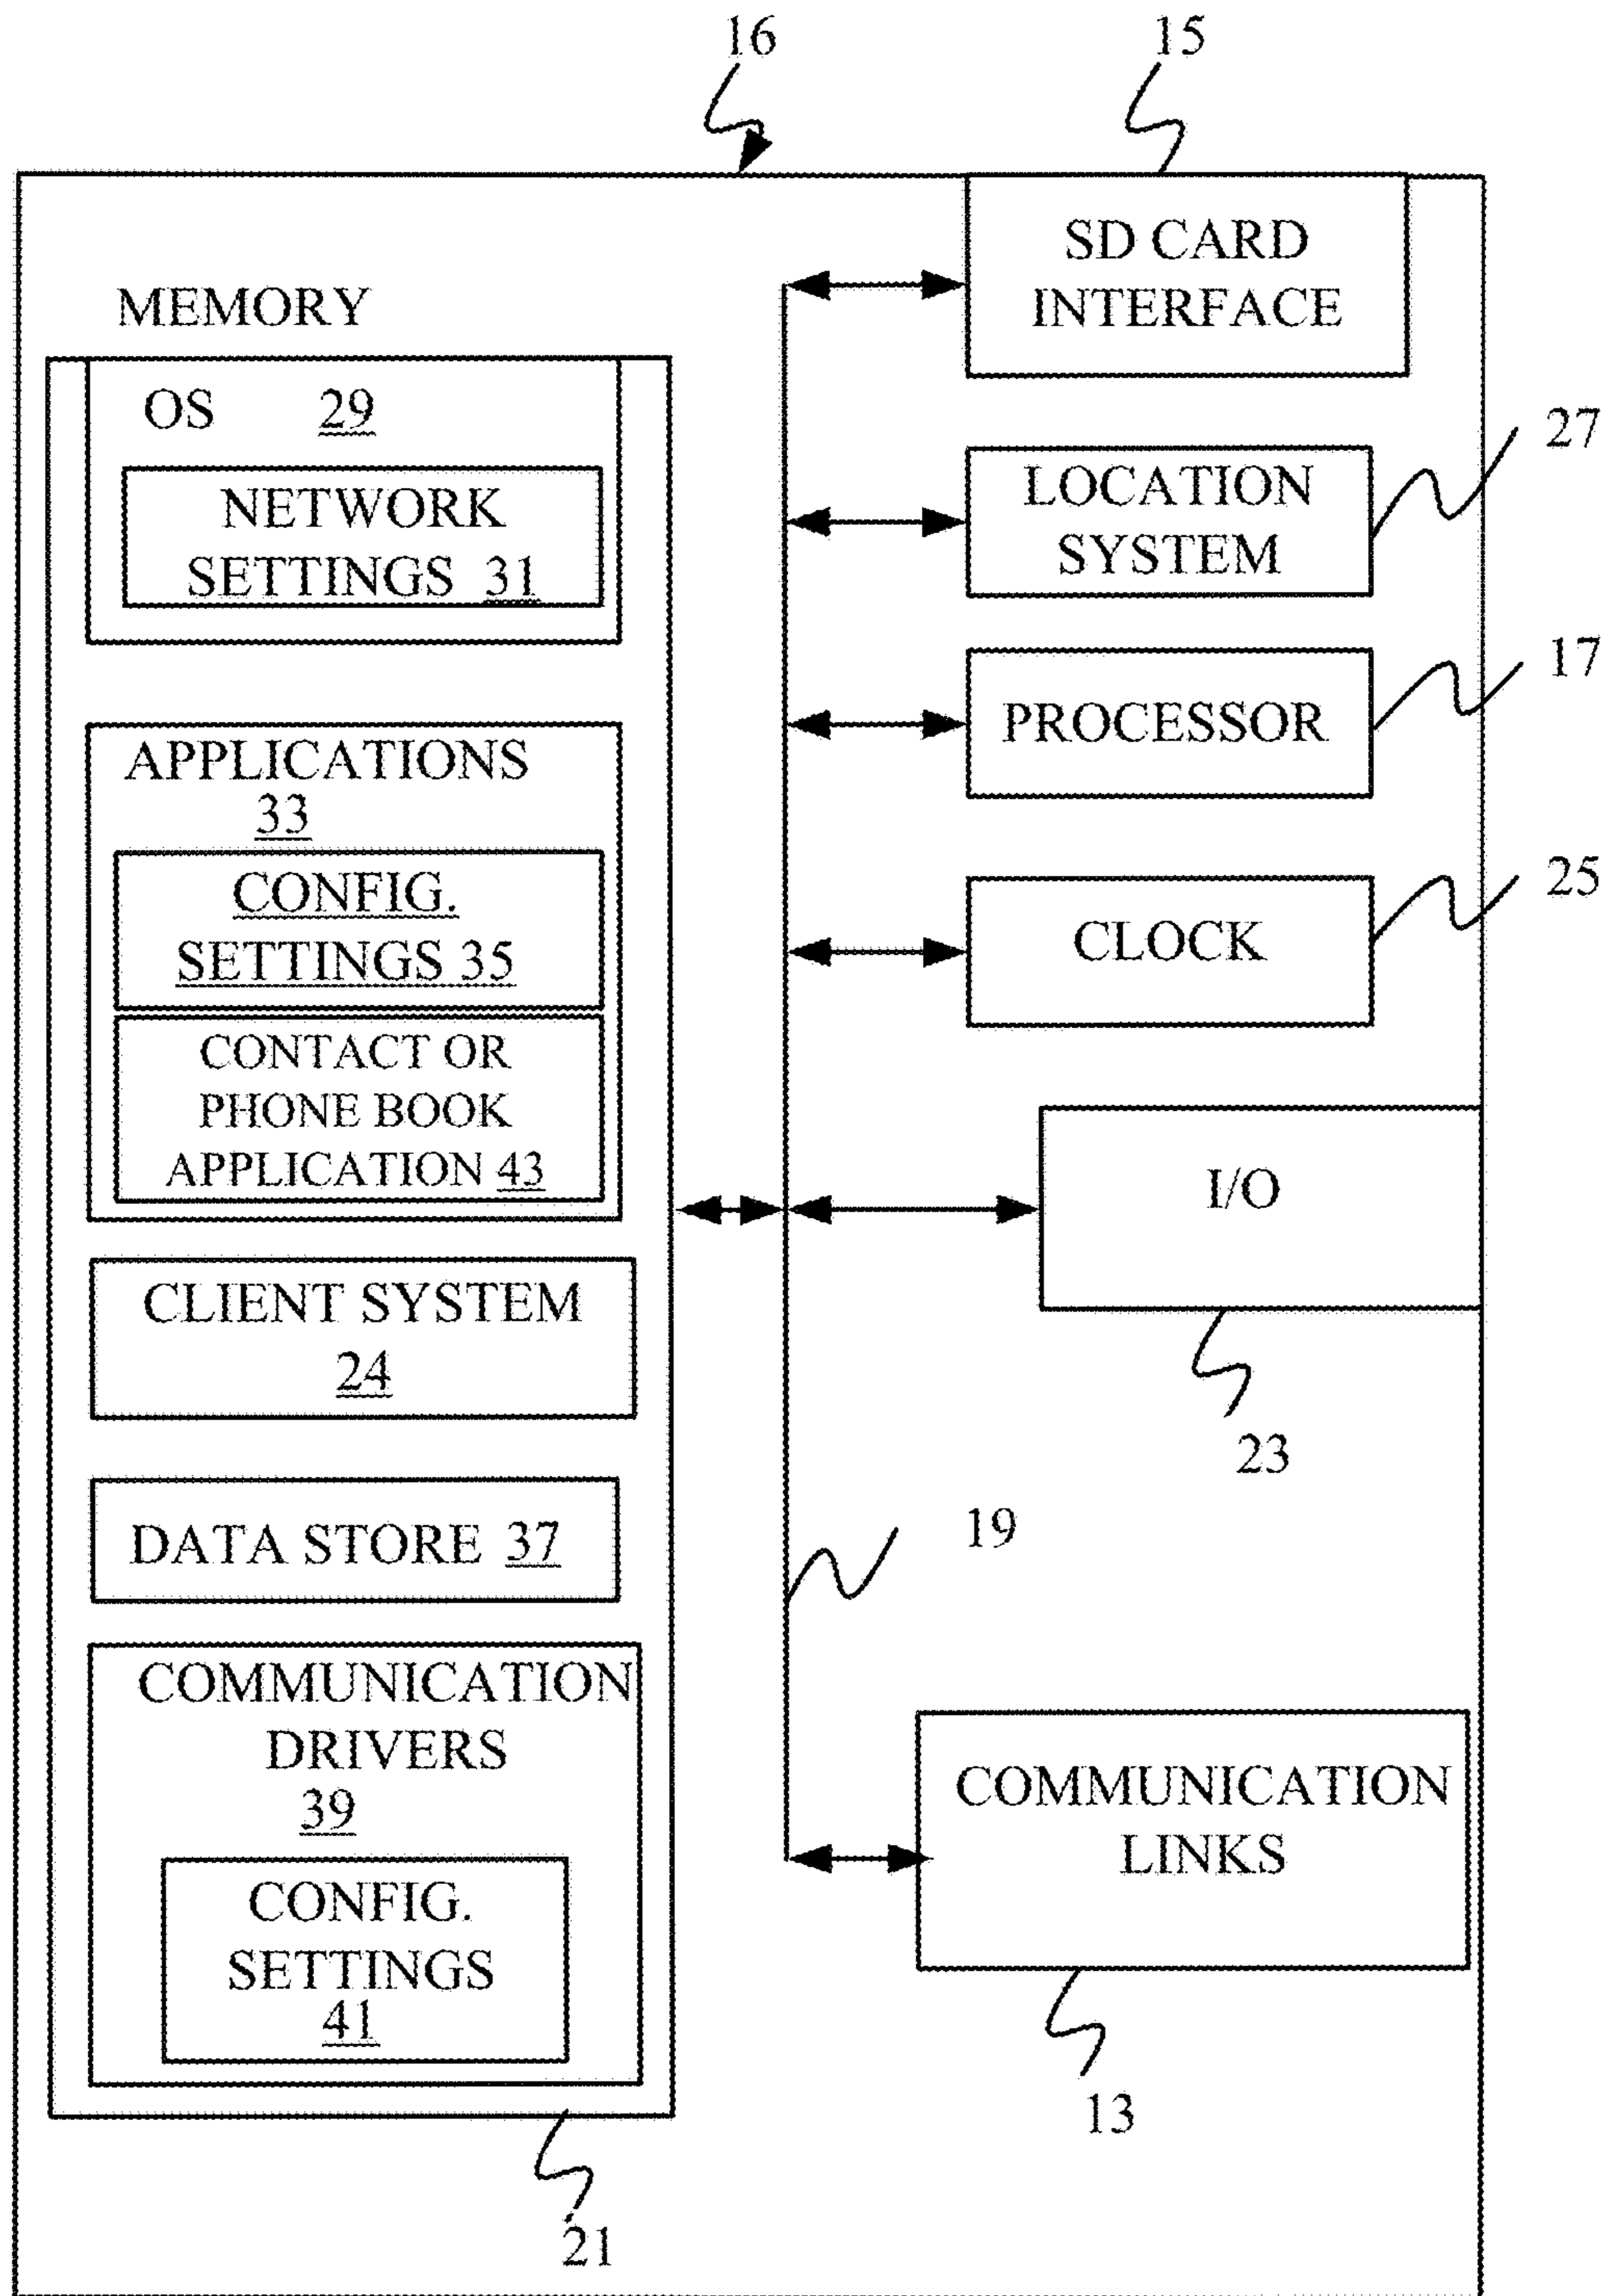 16
15
SD CARD
INTERFACE
MEMORY
OS 29
NETWORK
SETTINGS 31
27
LOCATION
SYSTEM
17
PROCESSOR
APPLICATIONS
33
CONFIG.
SETTINGS 35
25
CLOCK
CONTACT OR
PHONE BOOK
APPLICATION 43
I/O
CLIENT SYSTEM
24
23
19
DATA STORE 37
COMMUNICATION
DRIVERS
39
CONFIG.
SETTINGS
41
COMMUNICATION
LINKS
13
21